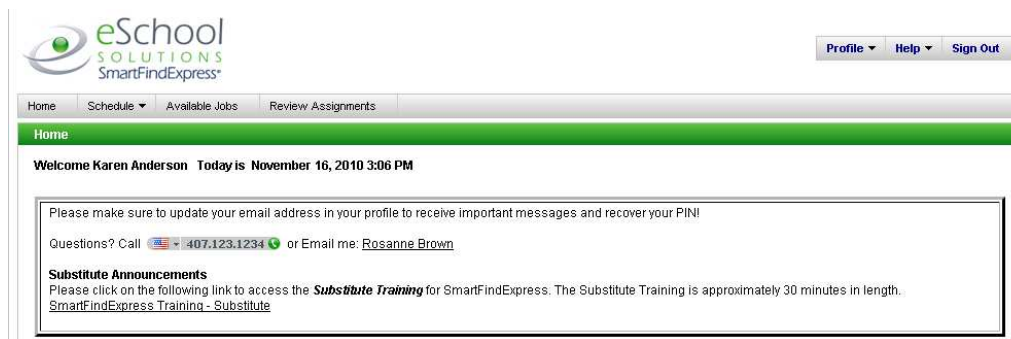 eSchool
SOLUTIONS
SmartFindExpress
Profile Help Sign Out
Home Schedule Available Jobs Review Assignments
Home
Welcome Karen Anderson Today is November 16, 2010 3:06 PM
Please make sure to update your email address in your profile to receive important messages and recover your PIN!
Questions? Call 407.123.1234 or Email me: Rosanne Brown
Substitute Announcements
Please click on the following link to access the Substitute Training for SmartFindExpress. The Substitute Training is approximately 30 minutes in length.
SmartFindExpress Training - Substitute